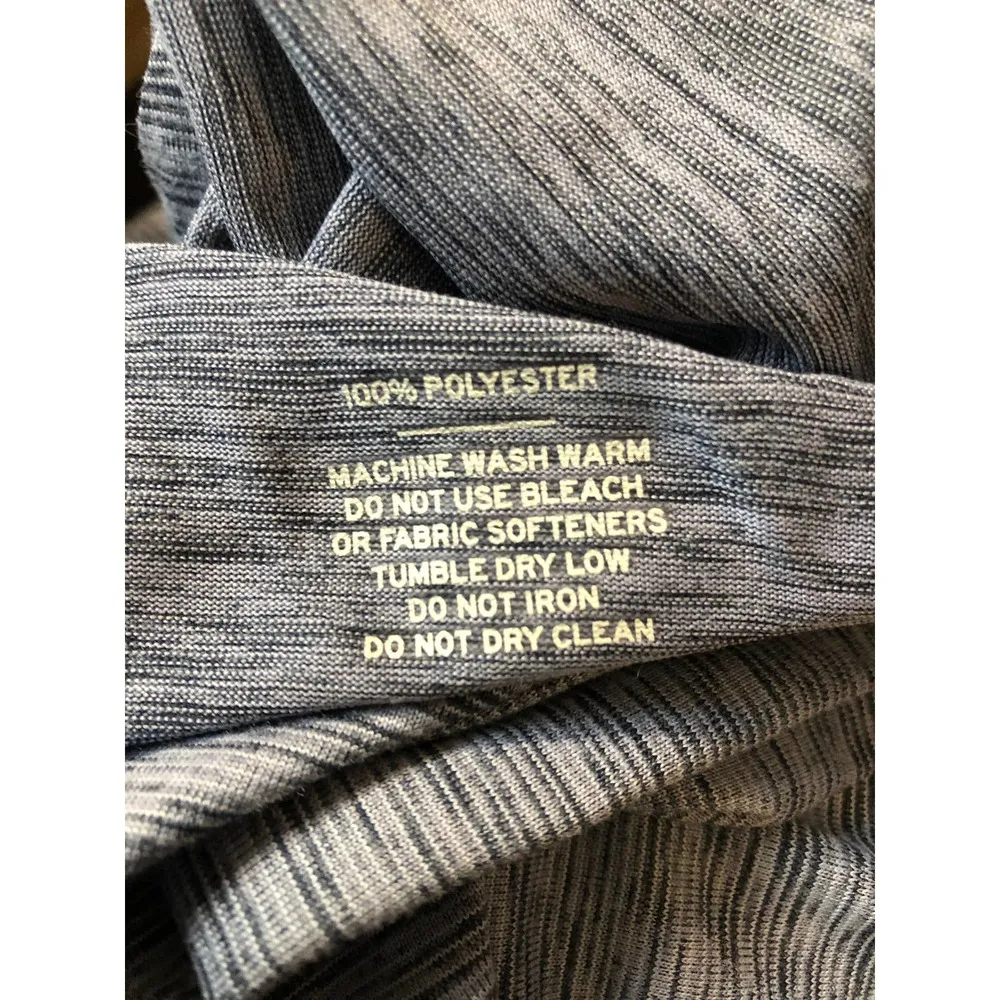 100% POLYESTER
MACHINE WASH WARM
DO NOT USE BLEACH
OR FABRIC SOFTENERS
TUMBLE DRY LOW
DO NOT IRON
DO NOT DRY CLEAN